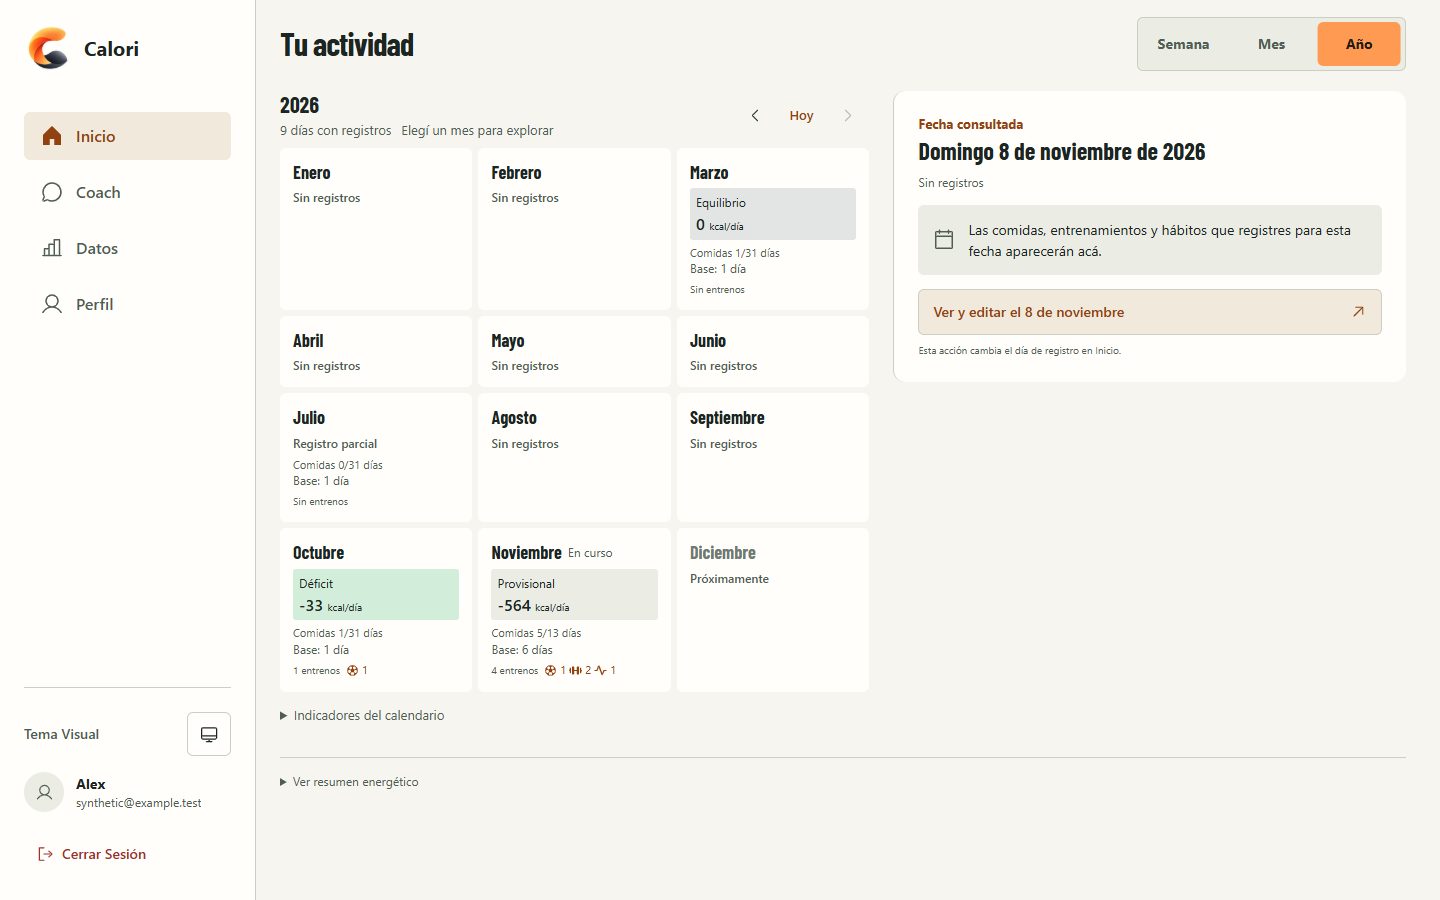 Calori
Inicio
Coach
Datos
Perfil
Tema Visual
Alex
synthetic@example.test
Cerrar Sesión
Tu actividad
Semana
Mes
Año
2026
9 días con registros Elegí un mes para explorar
Hoy
Enero
Sin registros
Febrero
Sin registros
Marzo
Equilibrio
0 kcal/día
Comidas 1/31 días
Base: 1 día
Sin entrenos
Abril
Sin registros
Mayo
Sin registros
Junio
Sin registros
Julio
Registro parcial
Comidas 0/31 días
Base: 1 día
Sin entrenos
Agosto
Sin registros
Septiembre
Sin registros
Octubre
Déficit
-33 kcal/día
Comidas 1/31 días
Base: 1 día
1 entrenos 1
Noviembre En curso
Provisional
-564 kcal/día
Comidas 5/13 días
Base: 6 días
4 entrenos 1 2 1
Diciembre
Próximamente
Indicadores del calendario
Ver resumen energético
Fecha consultada
Domingo 8 de noviembre de 2026
Sin registros
Las comidas, entrenamientos y hábitos que registres para esta
fecha aparecerán acá.
Ver y editar el 8 de noviembre
Esta acción cambia el día de registro en Inicio.